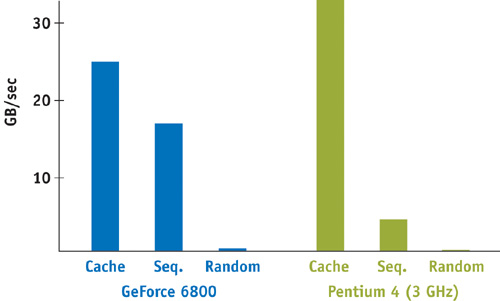 30
20
10
GB/sec
Cache Seq. Random Cache Seq. Random
GeForce 6800 Pentium 4 (3 GHz)